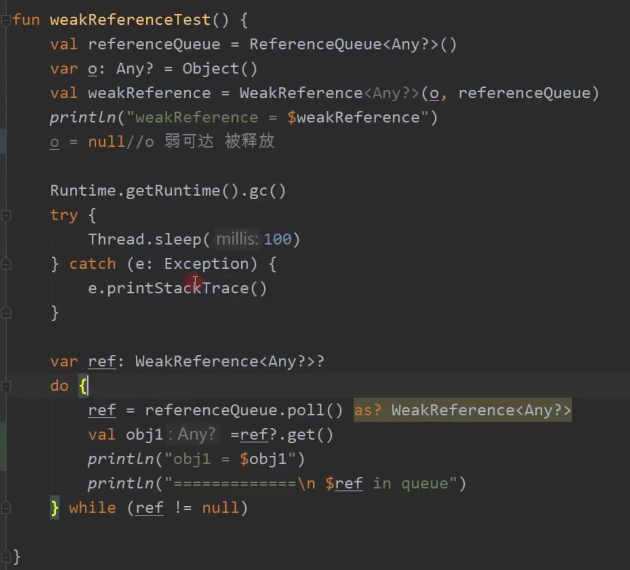 fun weakReferenceTest() {
    val referenceQueue = ReferenceQueue<Any?>()
    var o: Any? = Object()
    val weakReference = WeakReference<Any?>(o, referenceQueue)
    println("weakReference = $weakReference")
    o = null//o 弱可达 被释放
    Runtime.getRuntime().gc()
    try {
        Thread.sleep( millis: 100)
    } catch (e: Exception) {
        e.printStackTrace()
    }
    var ref: WeakReference<Any?>?
    do {
        ref = referenceQueue.poll() as? WeakReference<Any?>
        val obj1 : Any? =ref?.get()
        println("obj1 = $obj1")
        println("=============\n $ref in queue")
    } while (ref != null)
}